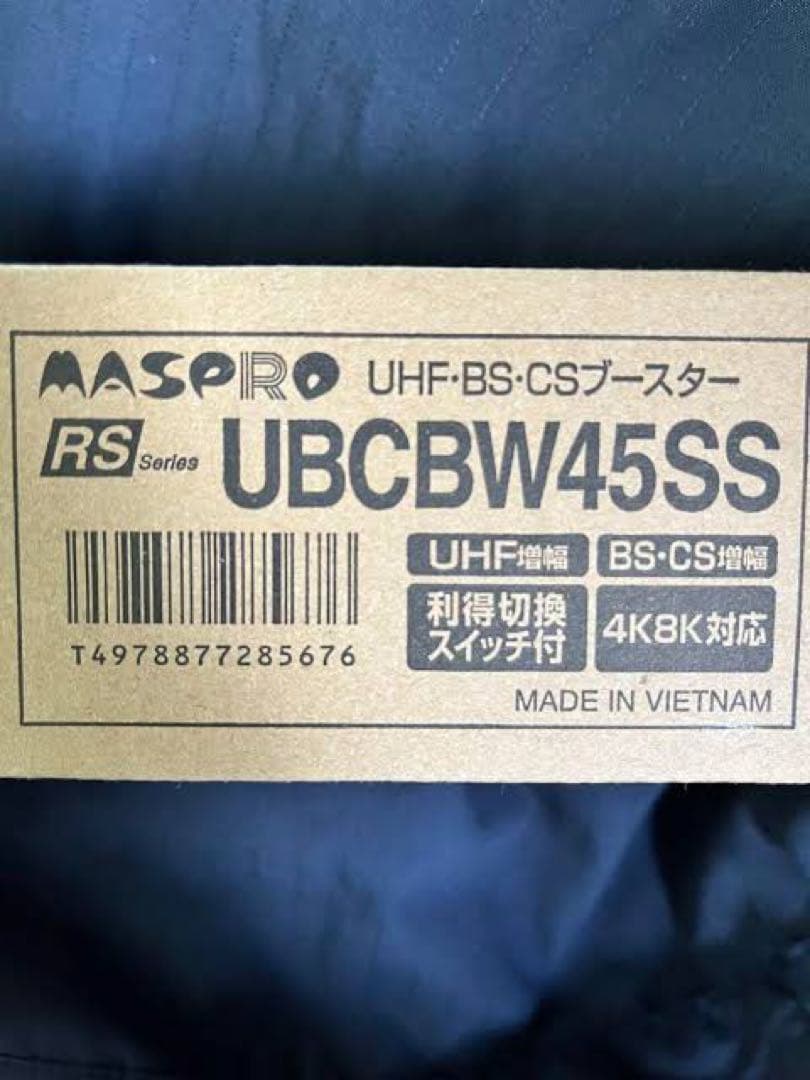 MASPRO UHF・BS・CSブースター
RS Series UBCBW45SS
UHF増幅 BS・CS増幅
利得切換
スイッチ付
4K8K対応
T4978877285676
MADE IN VIETNAM